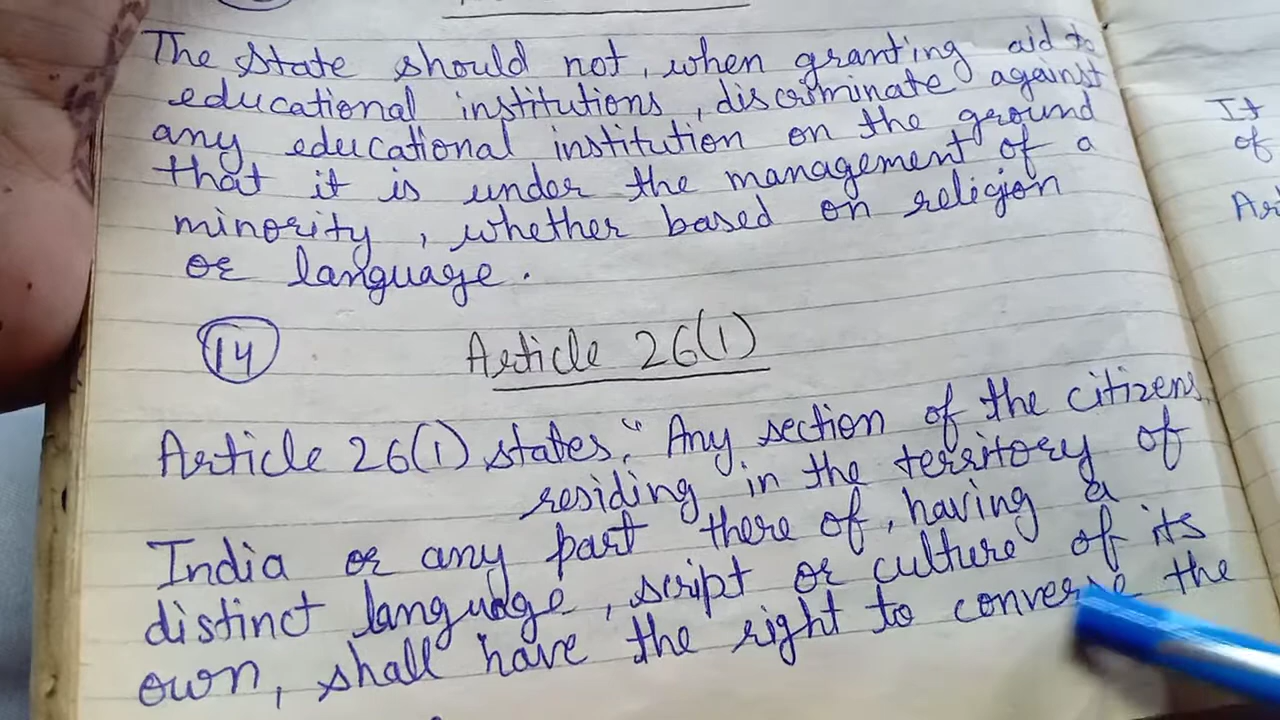 The State should not, when granting aid to
educational institutions, discriminate against
any educational institution on the ground
that it is under the management of a
minority, whether based on religion
or language.
14
Article 26(1)
Article 26(1) states, "Any section of the citizens
residing in the territory of
India or any part there of, having a
distinct language, script or culture of its
own, shall have the right to the
It
of